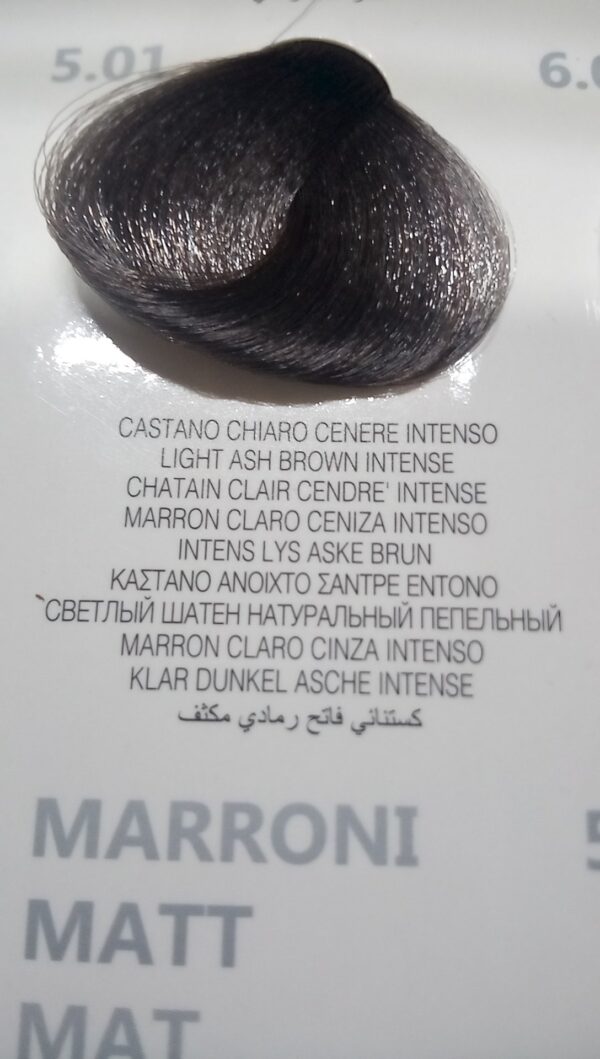 5.01
CASTANO CHIARO CENERE INTENSO
LIGHT ASH BROWN INTENSE
CHATAIN CLAIR CENDRE' INTENSE
MARRON CLARO CENIZA INTENSO
INTENS LYS ASKE BRUN
ΚΑΣΤΑΝΟ ΑΝΟΙΧΤΟ ΣΑΝΤΡΕ ΕΝΤΟΝΟ
СВЕТЛЫЙ ШАТЕН НАТУРАЛЬНЫЙ ПЕПЕЛЬНЫЙ
MARRON CLARO CINZA INTENSO
KLAR DUNKEL ASCHE INTENSE
كستنائي فاتح رمادي مكثف
MARRONI
MATT
MAT